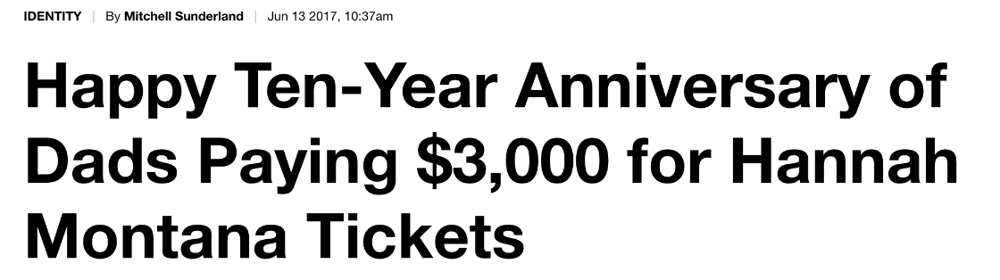 IDENTITY | By Mitchell Sunderland | Jun 13 2017, 10:37am
Happy Ten-Year Anniversary of
Dads Paying $3,000 for Hannah
Montana Tickets